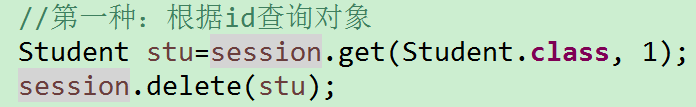 //第一种：根据id查询对象
Student stu=session.get(Student.class, 1);
session.delete(stu);